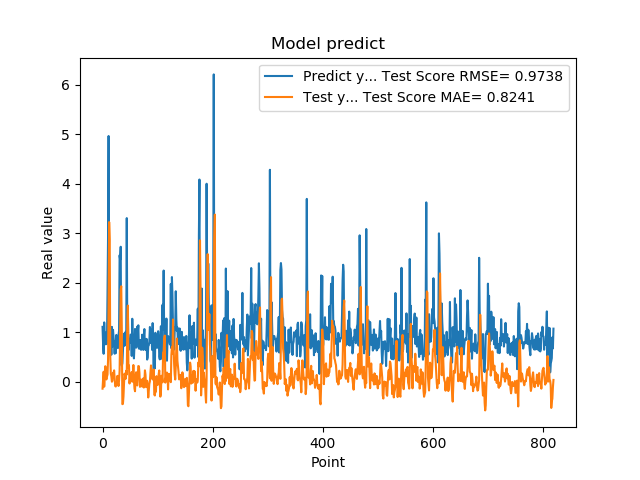 Model predict
Predict y... Test Score RMSE= 0.9738
Test y... Test Score MAE= 0.8241
Real value
6
5
4
3
2
1
0
0 200 400 600 800
Point